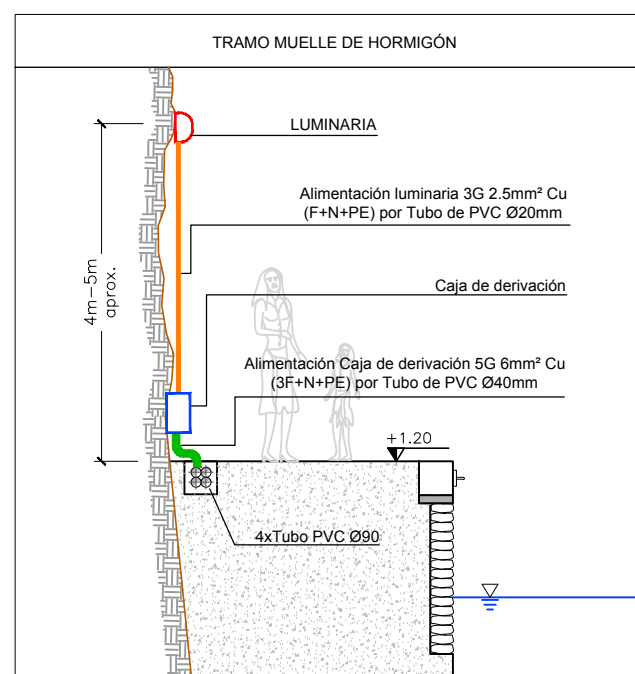 TRAMO MUELLE DE HORMIGÓN
LUMINARIA
Alimentación luminaria 3G 2.5mm² Cu
(F+N+PE) por Tubo de PVC Ø20mm
4m-5m
aprox.
Caja de derivación
Alimentación Caja de derivación 5G 6mm² Cu
(3F+N+PE) por Tubo de PVC Ø40mm
+1.20
4xTubo PVC Ø90